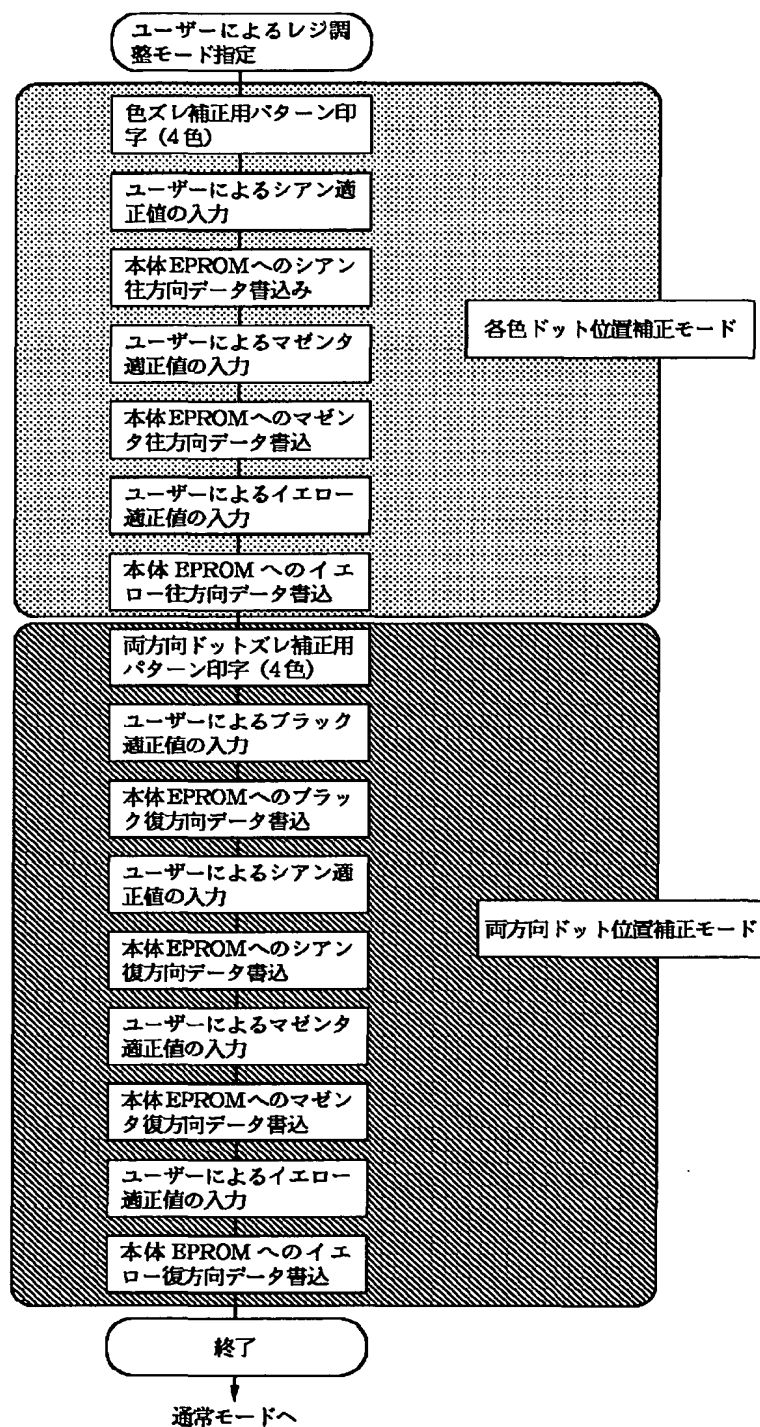 ユーザーによるレジ調
整モード指定
色ズレ補正用パターン印
字（4色）
ユーザーによるシアン適
正値の入力
本体EPROMへのシアン
往方向データ書込み
各色ドット位置補正モード
ユーザーによるマゼンタ
適正値の入力
本体EPROMへのマゼン
タ往方向データ書込
ユーザーによるイエロー
適正値の入力
本体EPROMへのイエ
ロー往方向データ書込
両方向ドットズレ補正用
パターン印字（4色）
ユーザーによるブラック
適正値の入力
本体EPROMへのブラッ
ク復方向データ書込
ユーザーによるシアン適
正値の入力
両方向ドット位置補正モード
本体EPROMへのシアン
復方向データ書込
ユーザーによるマゼンタ
適正値の入力
本体EPROMへのマゼン
タ復方向データ書込
ユーザーによるイエロー
適正値の入力
本体EPROMへのイエ
ロー復方向データ書込
終了
通常モードへ